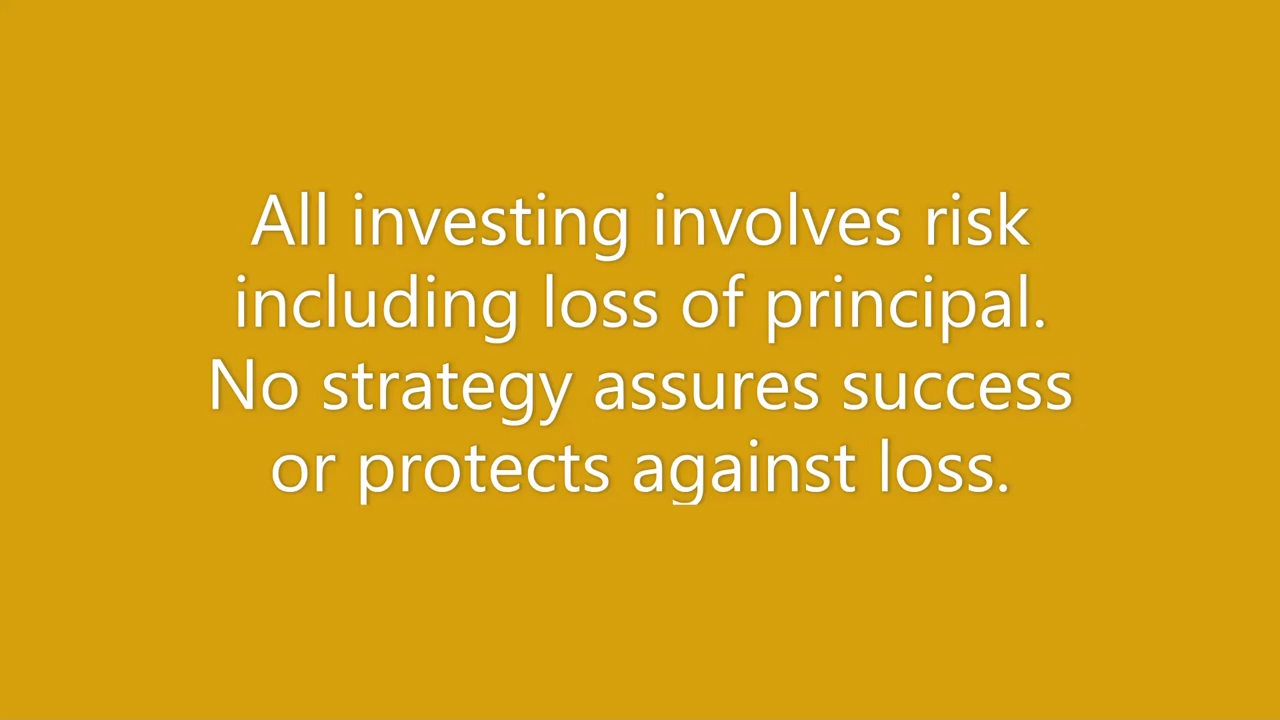 All investing involves risk
including loss of principal.
No strategy assures success
or protects against loss.